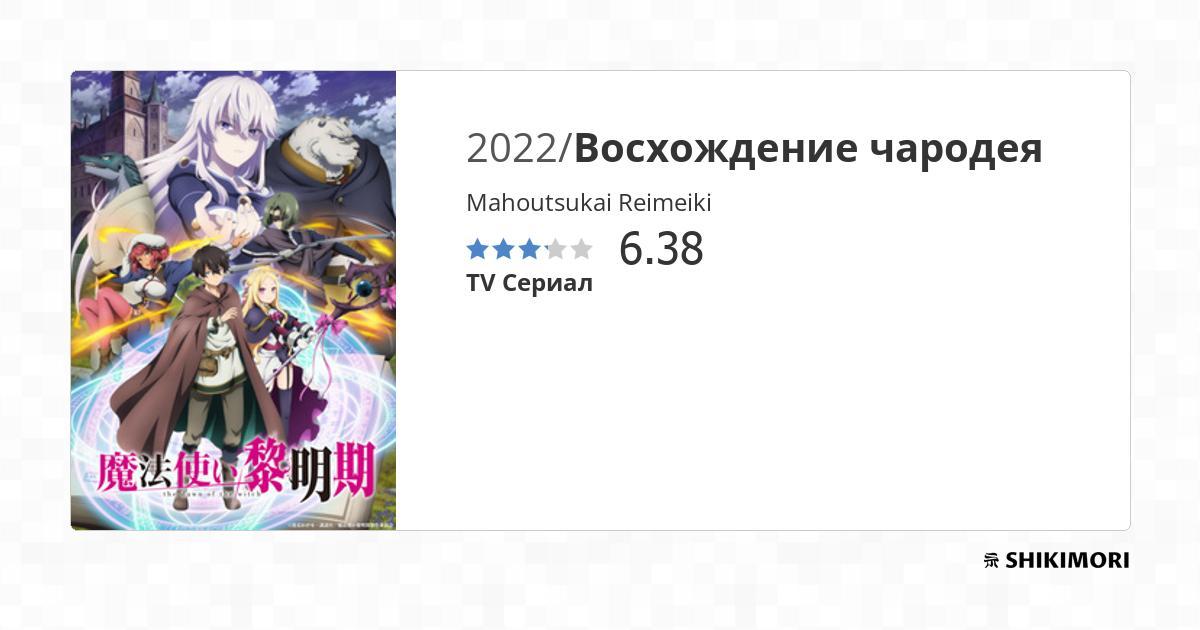 2022/Восхождение чародея
Mahoutsukai Reimeiki
6.38
TV Сериал
魔法使い黎明期
the dawn of the witch
SHIKIMORI